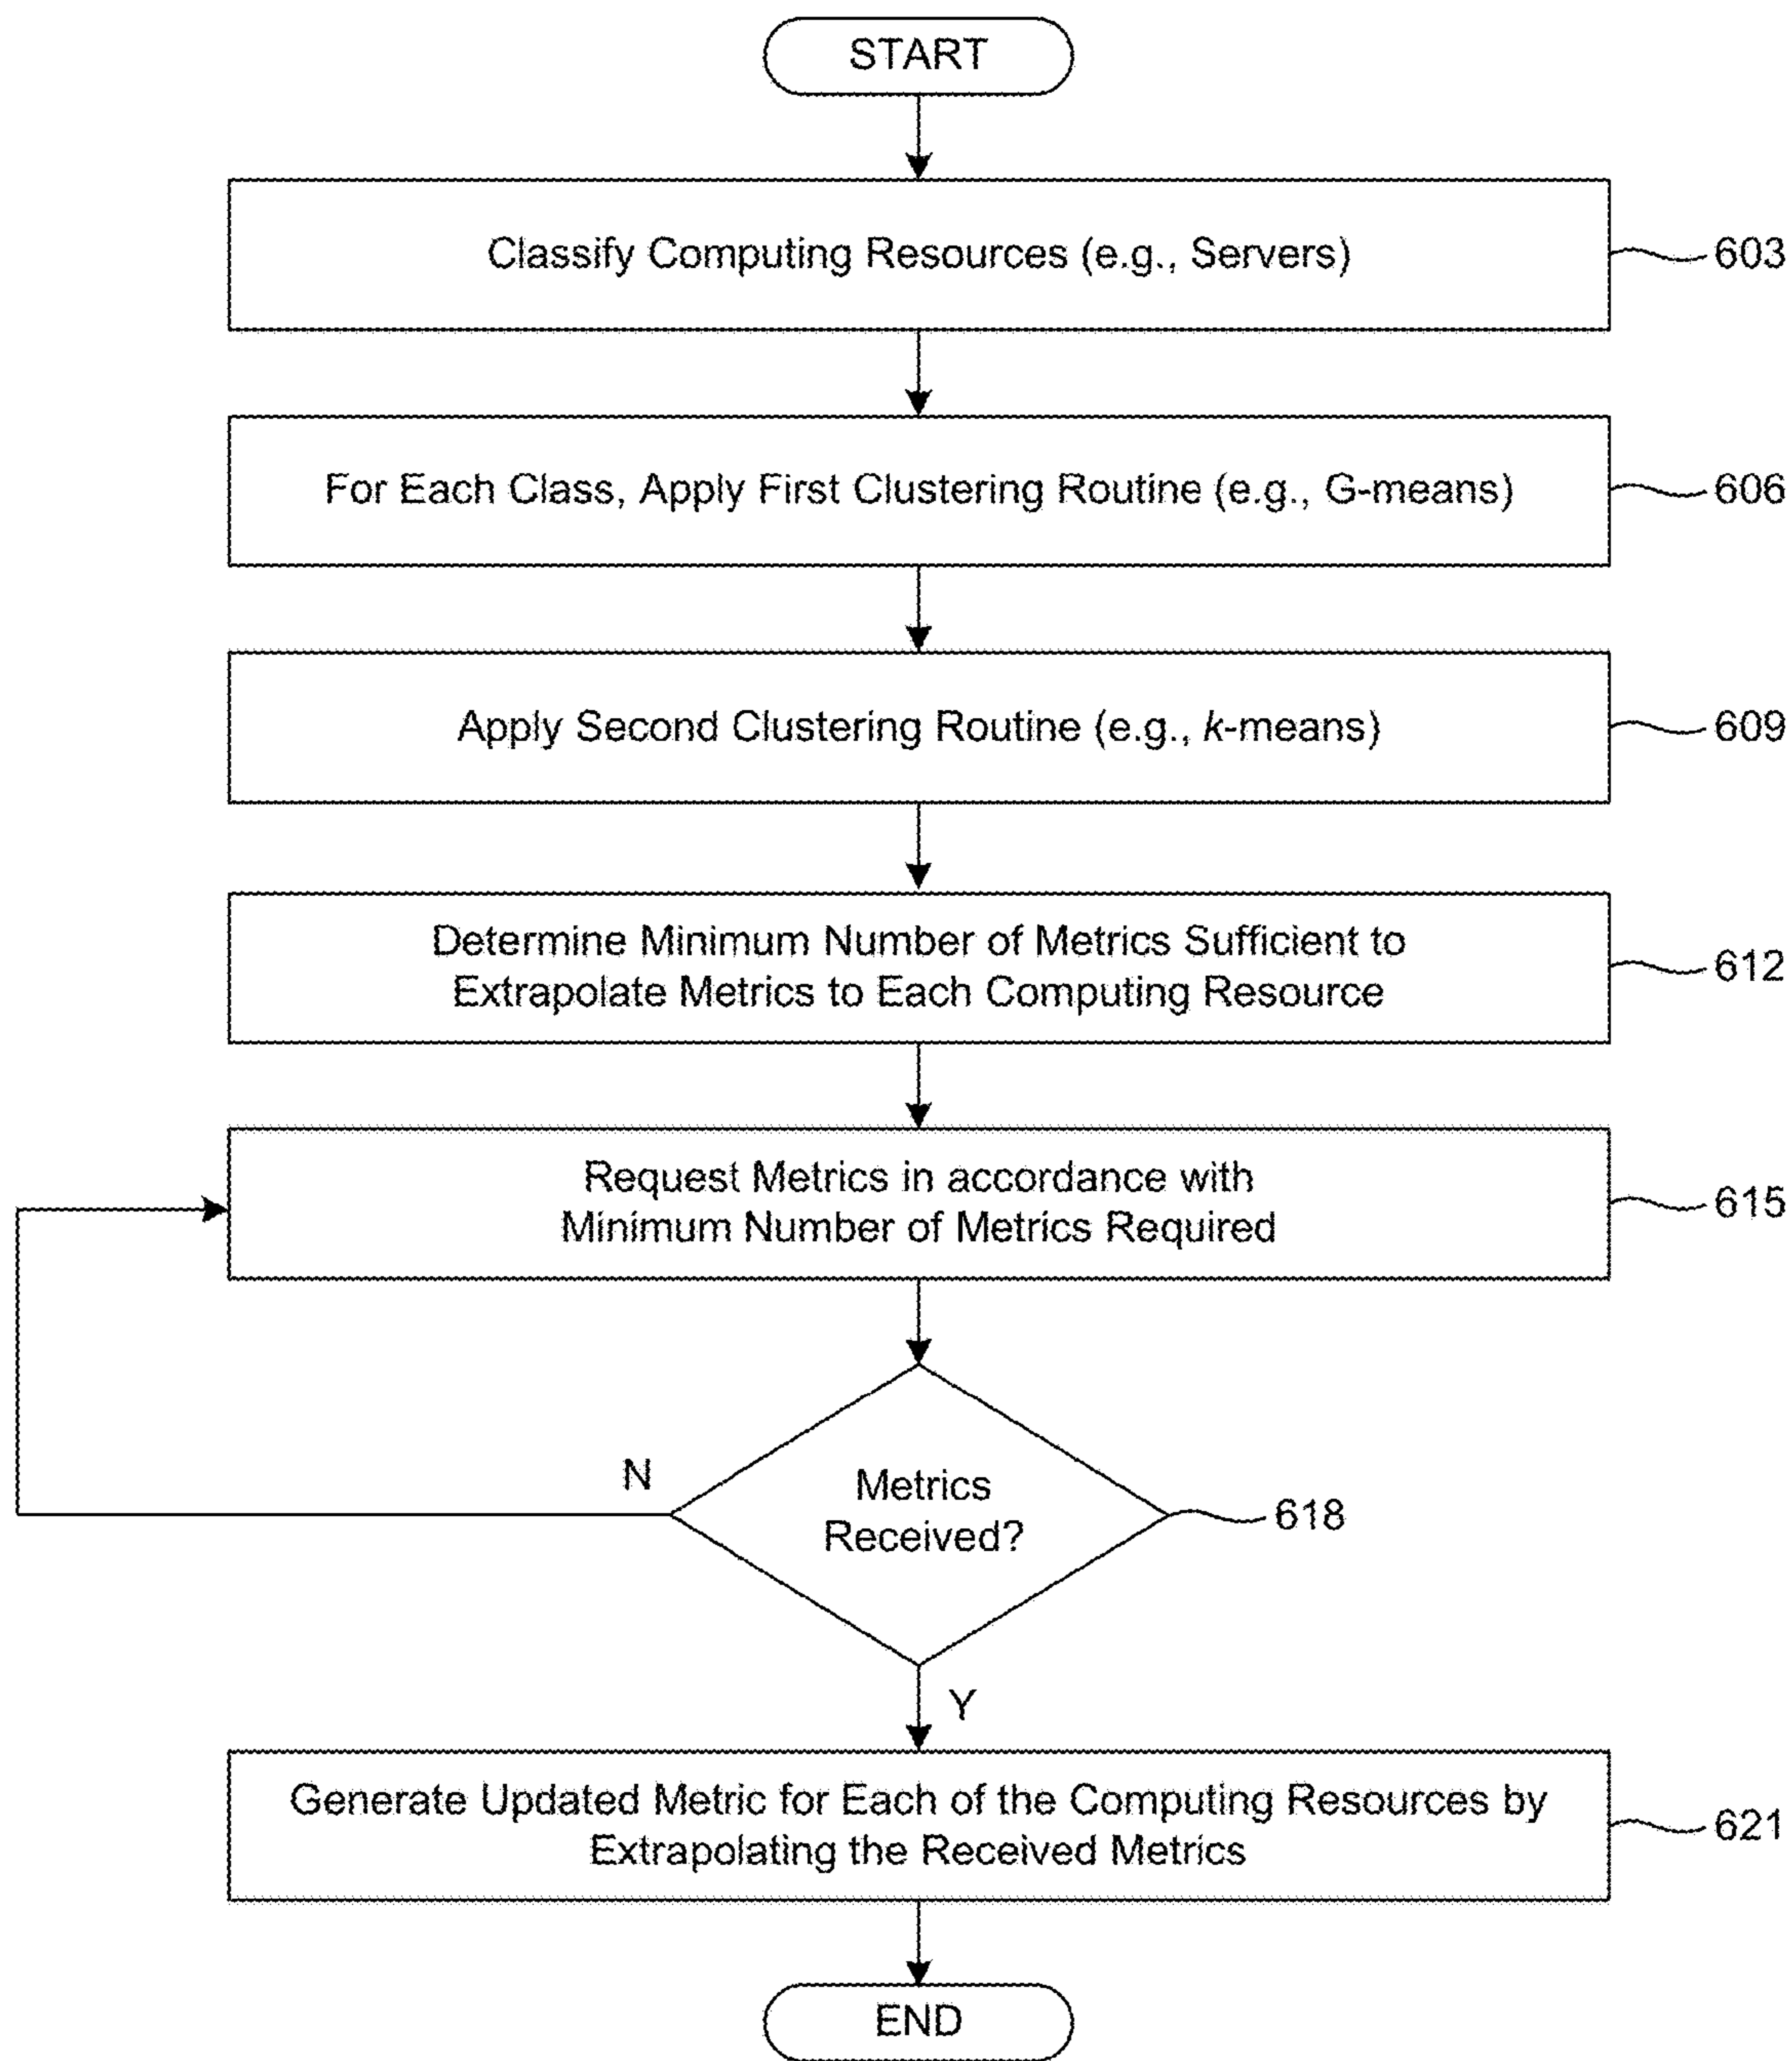 START
Classify Computing Resources (e.g., Servers)
603
For Each Class, Apply First Clustering Routine (e.g., G-means)
606
Apply Second Clustering Routine (e.g., k-means)
609
Determine Minimum Number of Metrics Sufficient to
Extrapolate Metrics to Each Computing Resource
612
Request Metrics in accordance with
Minimum Number of Metrics Required
615
N
Metrics
Received?
618
Y
Generate Updated Metric for Each of the Computing Resources by
Extrapolating the Received Metrics
621
END